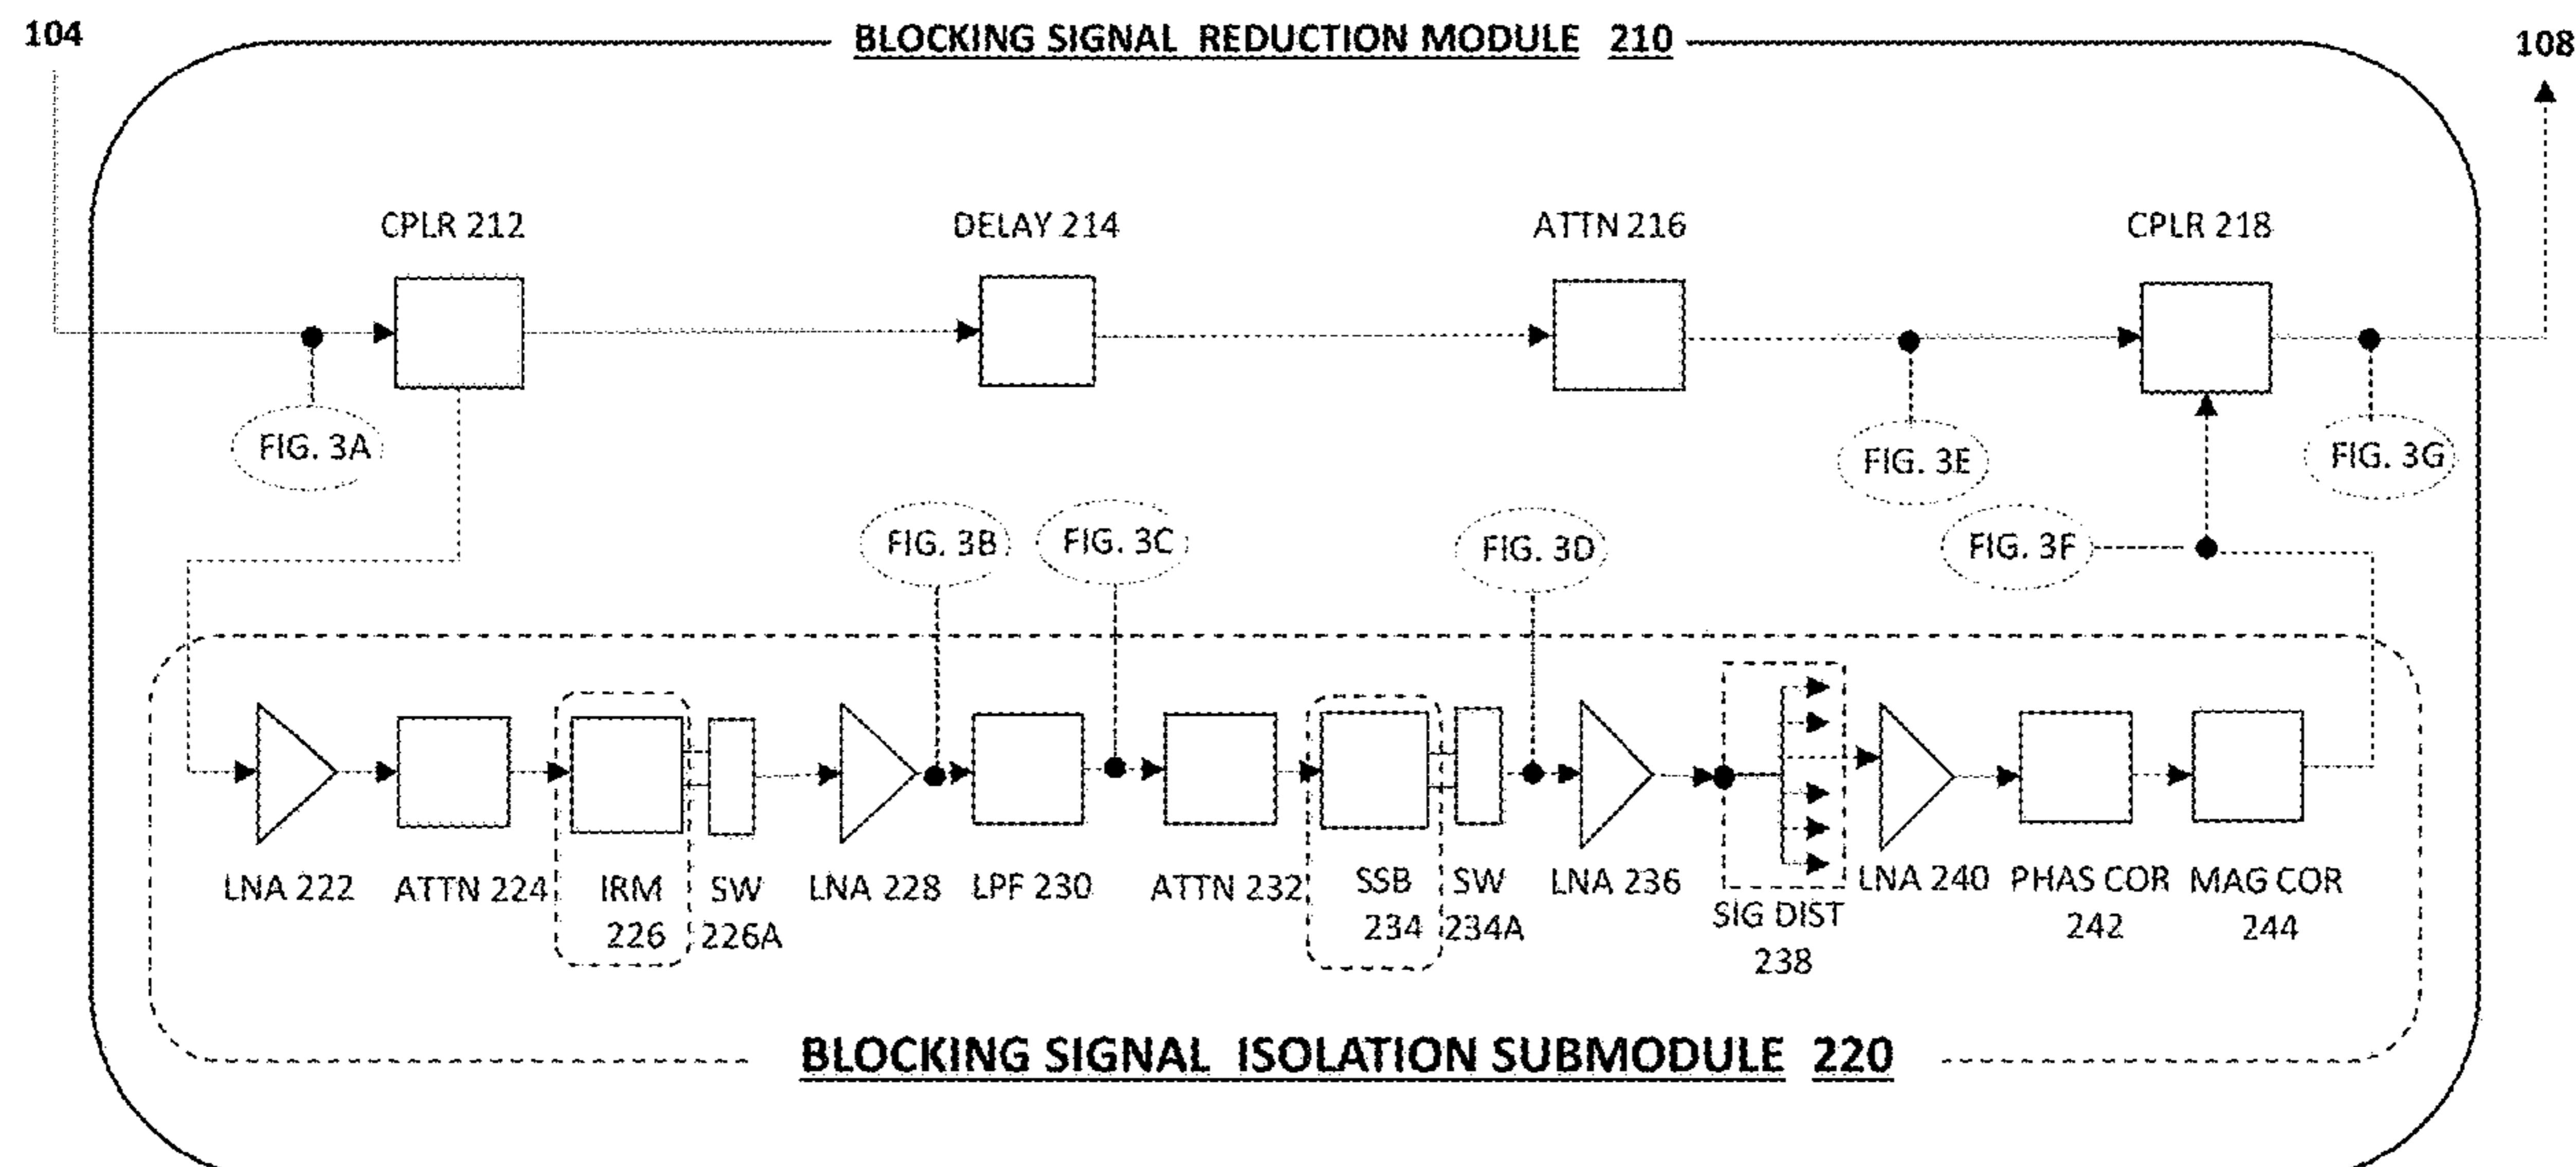 104
BLOCKING SIGNAL REDUCTION MODULE 210
108
CPLR 212
DELAY 214
ATTN 216
CPLR 218
FIG. 3A
FIG. 3E
FIG. 3G
FIG. 3B
FIG. 3C
FIG. 3D
FIG. 3F
LNA 222
ATTN 224
IRM
226
SW
226A
LNA 228
LPF 230
ATTN 232
SSB
234
SW
234A
LNA 236
SIG DIST
238
LNA 240
PHAS COR
242
MAG COR
244
BLOCKING SIGNAL ISOLATION SUBMODULE 220